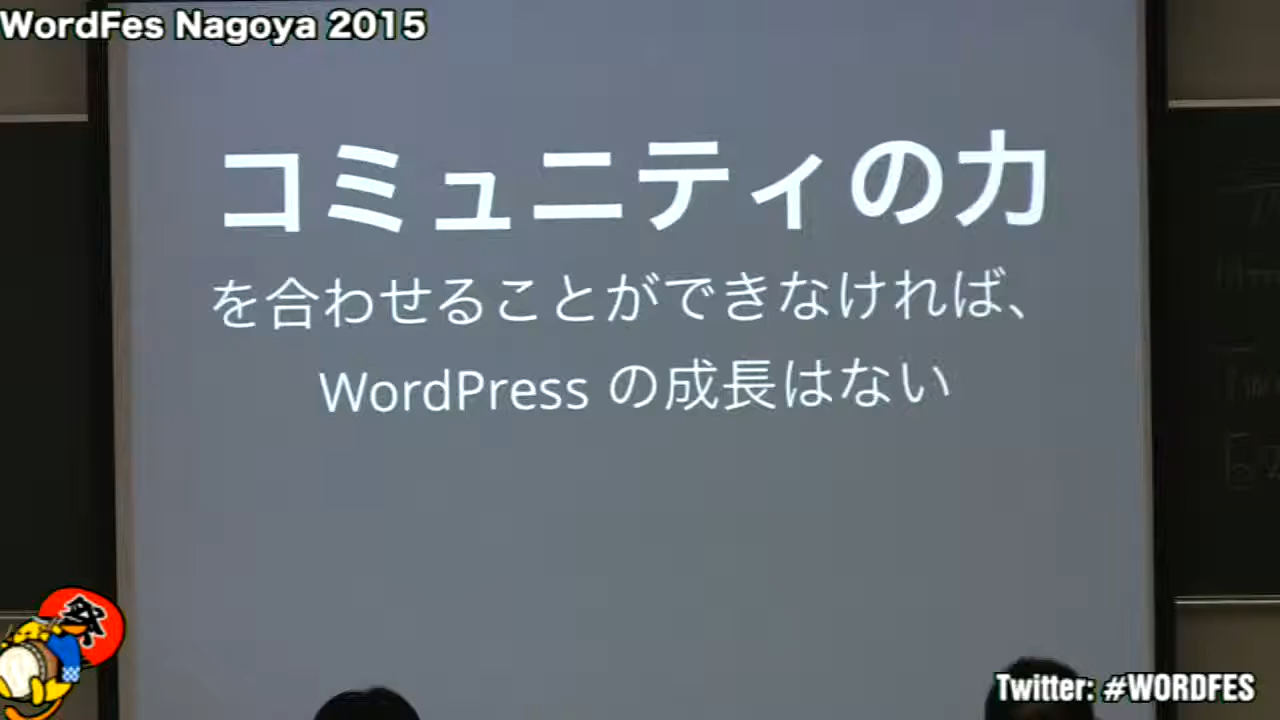 WordFes Nagoya 2015
コミュニティの力
を合わせることができなければ、
WordPress の成長はない
祭
Twitter: #WORDFES